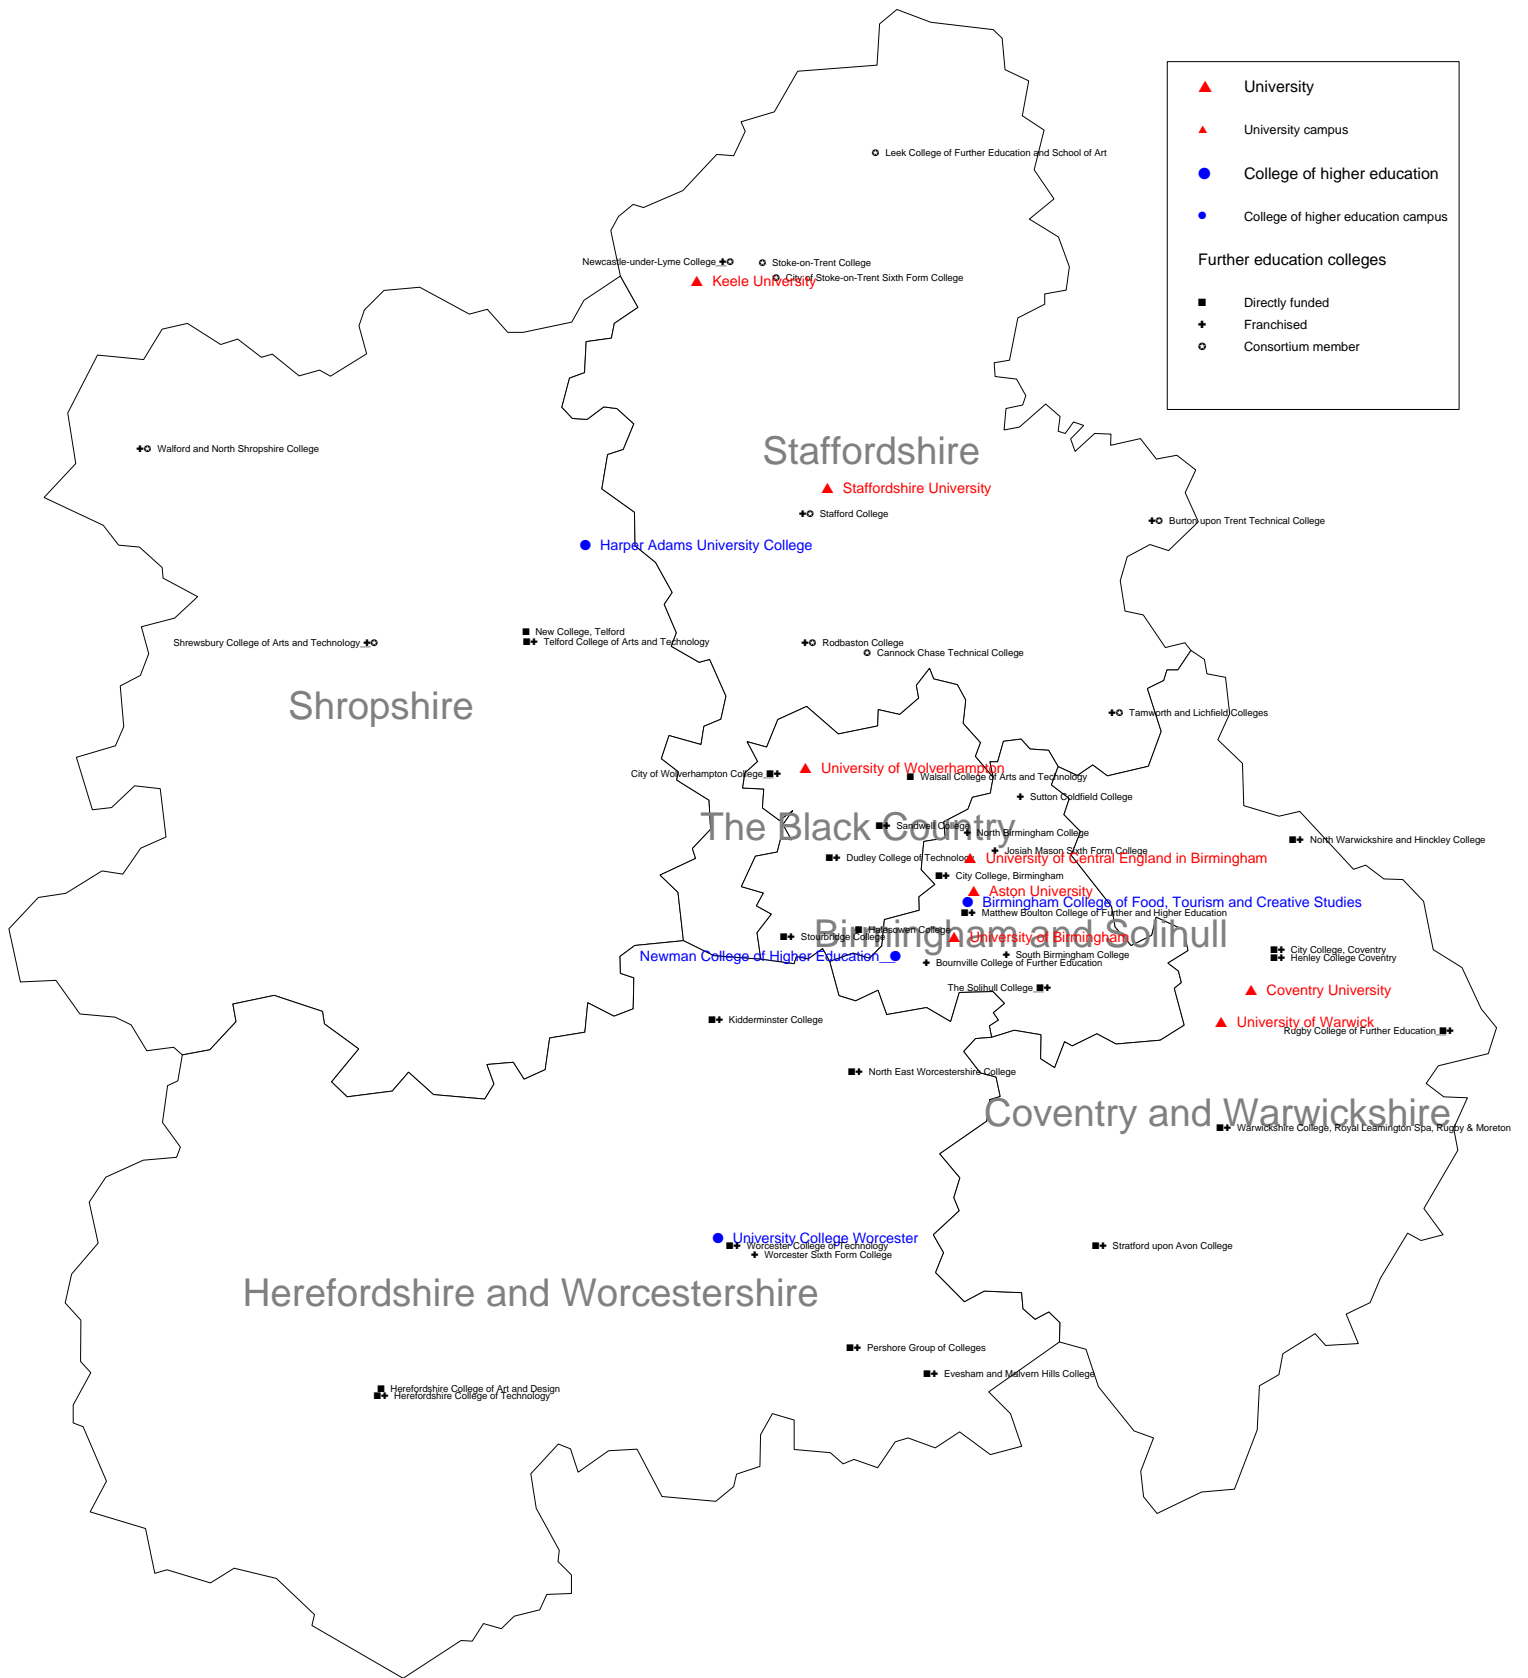 University
University campus
Leek College of Further Education and School of Art
College of higher education
College of higher education campus
Further education colleges
Newcastle-under-Lyme College
Stoke-on-Trent College
City of Stoke-on-Trent Sixth Form College
Keele University
Directly funded
Franchised
Consortium member
Walford and North Shropshire College
Staffordshire
Staffordshire University
Stafford College
Burton upon Trent Technical College
Harper Adams University College
New College, Telford
Shrewsbury College of Arts and Technology
Telford College of Arts and Technology
Rodbaston College
Cannock Chase Technical College
Shropshire
Tamworth and Lichfield Colleges
University of Wolverhampton
City of Wolverhampton College
Walsall College of Arts and Technology
Sutton Coldfield College
The Black Country
Sandwell College
North Birmingham College
North Warwickshire and Hinckley College
Josiah Mason Sixth Form College
Dudley College of Technology
University of Central England in Birmingham
City College, Birmingham
Aston University
Birmingham College of Food, Tourism and Creative Studies
Matthew Boulton College of Further and Higher Education
Halesowen College
Birmingham and Solihull
Stourbridge College
University of Birmingham
City College, Coventry
Newman College of Higher Education
South Birmingham College
Henley College Coventry
Bournville College of Further Education
The Solihull College
Coventry University
Kidderminster College
University of Warwick
Rugby College of Further Education
North East Worcestershire College
Coventry and Warwickshire
Warwickshire College, Royal Leamington Spa, Rugby & Moreton
University College Worcester
Worcester College of Technology
Stratford upon Avon College
Worcester Sixth Form College
Herefordshire and Worcestershire
Pershore Group of Colleges
Evesham and Malvern Hills College
Herefordshire College of Art and Design
Herefordshire College of Technology